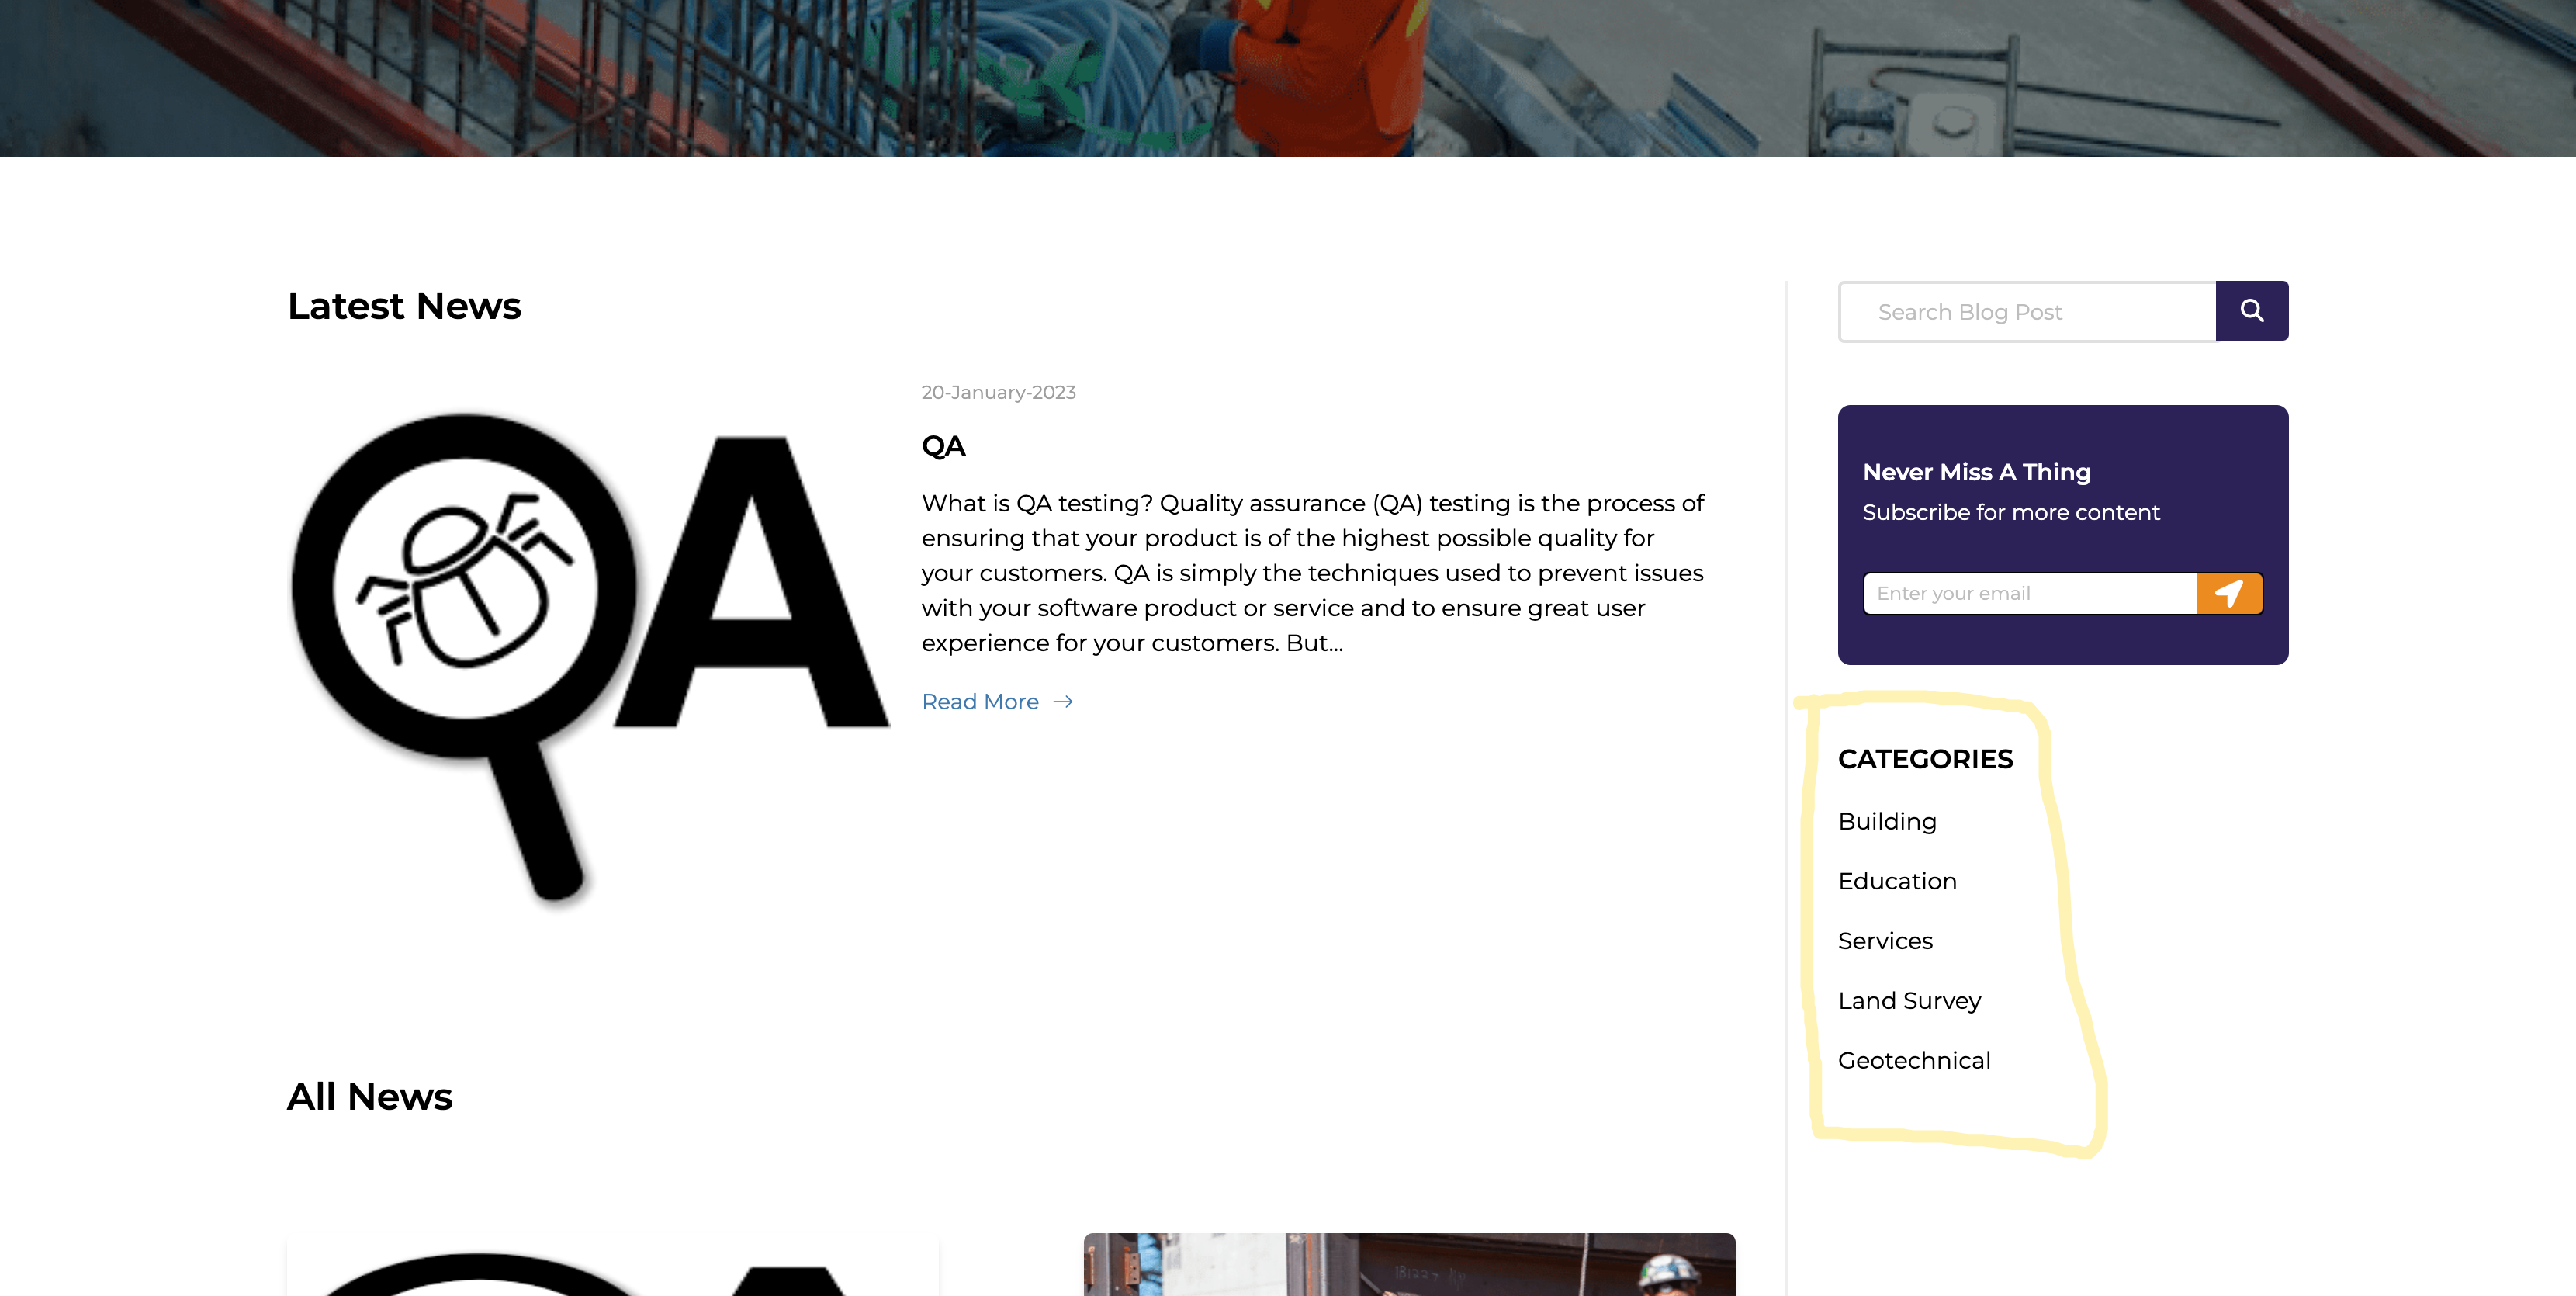 Latest News
Search Blog Post
20-January-2023
QA
QA
What is QA testing? Quality assurance (QA) testing is the process of
ensuring that your product is of the highest possible quality for
your customers. QA is simply the techniques used to prevent issues
with your software product or service and to ensure great user
experience for your customers. But...
Read More
Never Miss A Thing
Subscribe for more content
Enter your email
CATEGORIES
Building
Education
Services
Land Survey
Geotechnical
All News